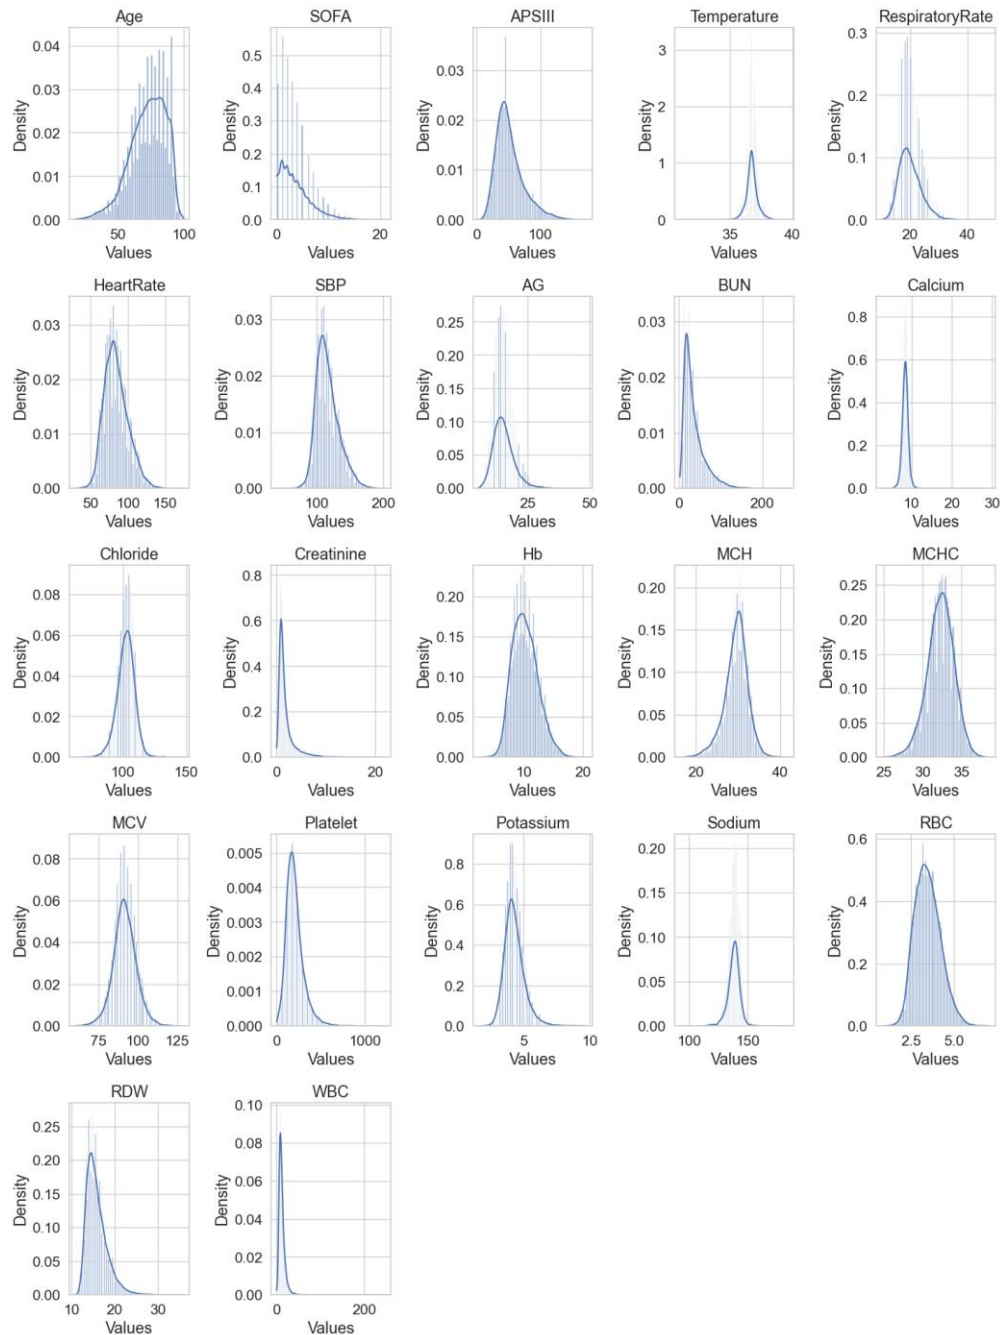 Age
0.04
0.03
0.02
0.01
0.00
Density
50 100
Values
SOFA
0.5
0.4
0.3
0.2
0.1
0.0
Density
0 20
Values
APSIII
0.03
0.02
0.01
0.00
Density
0 100
Values
Temperature
3
2
1
0
Density
35 40
Values
RespiratoryRate
0.3
0.2
0.1
0.0
Density
20 40
Values
HeartRate
0.03
0.02
0.01
0.00
Density
50 100 150
Values
SBP
0.03
0.02
0.01
0.00
Density
100 200
Values
AG
0.25
0.20
0.15
0.10
0.05
0.00
Density
25 50
Values
BUN
0.03
0.02
0.01
0.00
Density
0 200
Values
Calcium
0.8
0.6
0.4
0.2
0.0
Density
10 20 30
Values
Chloride
0.08
0.06
0.04
0.02
0.00
Density
100 150
Values
Creatinine
0.8
0.6
0.4
0.2
0.0
Density
0 20
Values
Hb
0.20
0.15
0.10
0.05
0.00
Density
10 20
Values
MCH
0.20
0.15
0.10
0.05
0.00
Density
20 40
Values
MCHC
0.25
0.20
0.15
0.10
0.05
0.00
Density
25 30 35
Values
MCV
0.08
0.06
0.04
0.02
0.00
Density
75 100 125
Values
Platelet
0.005
0.004
0.003
0.002
0.001
0.000
Density
0 1000
Values
Potassium
0.8
0.6
0.4
0.2
0.0
Density
5 10
Values
Sodium
0.20
0.15
0.10
0.05
0.00
Density
100 150
Values
RBC
0.6
0.4
0.2
0.0
Density
2.5 5.0
Values
RDW
0.25
0.20
0.15
0.10
0.05
0.00
Density
10 20 30
Values
WBC
0.10
0.08
0.06
0.04
0.02
0.00
Density
0 200
Values